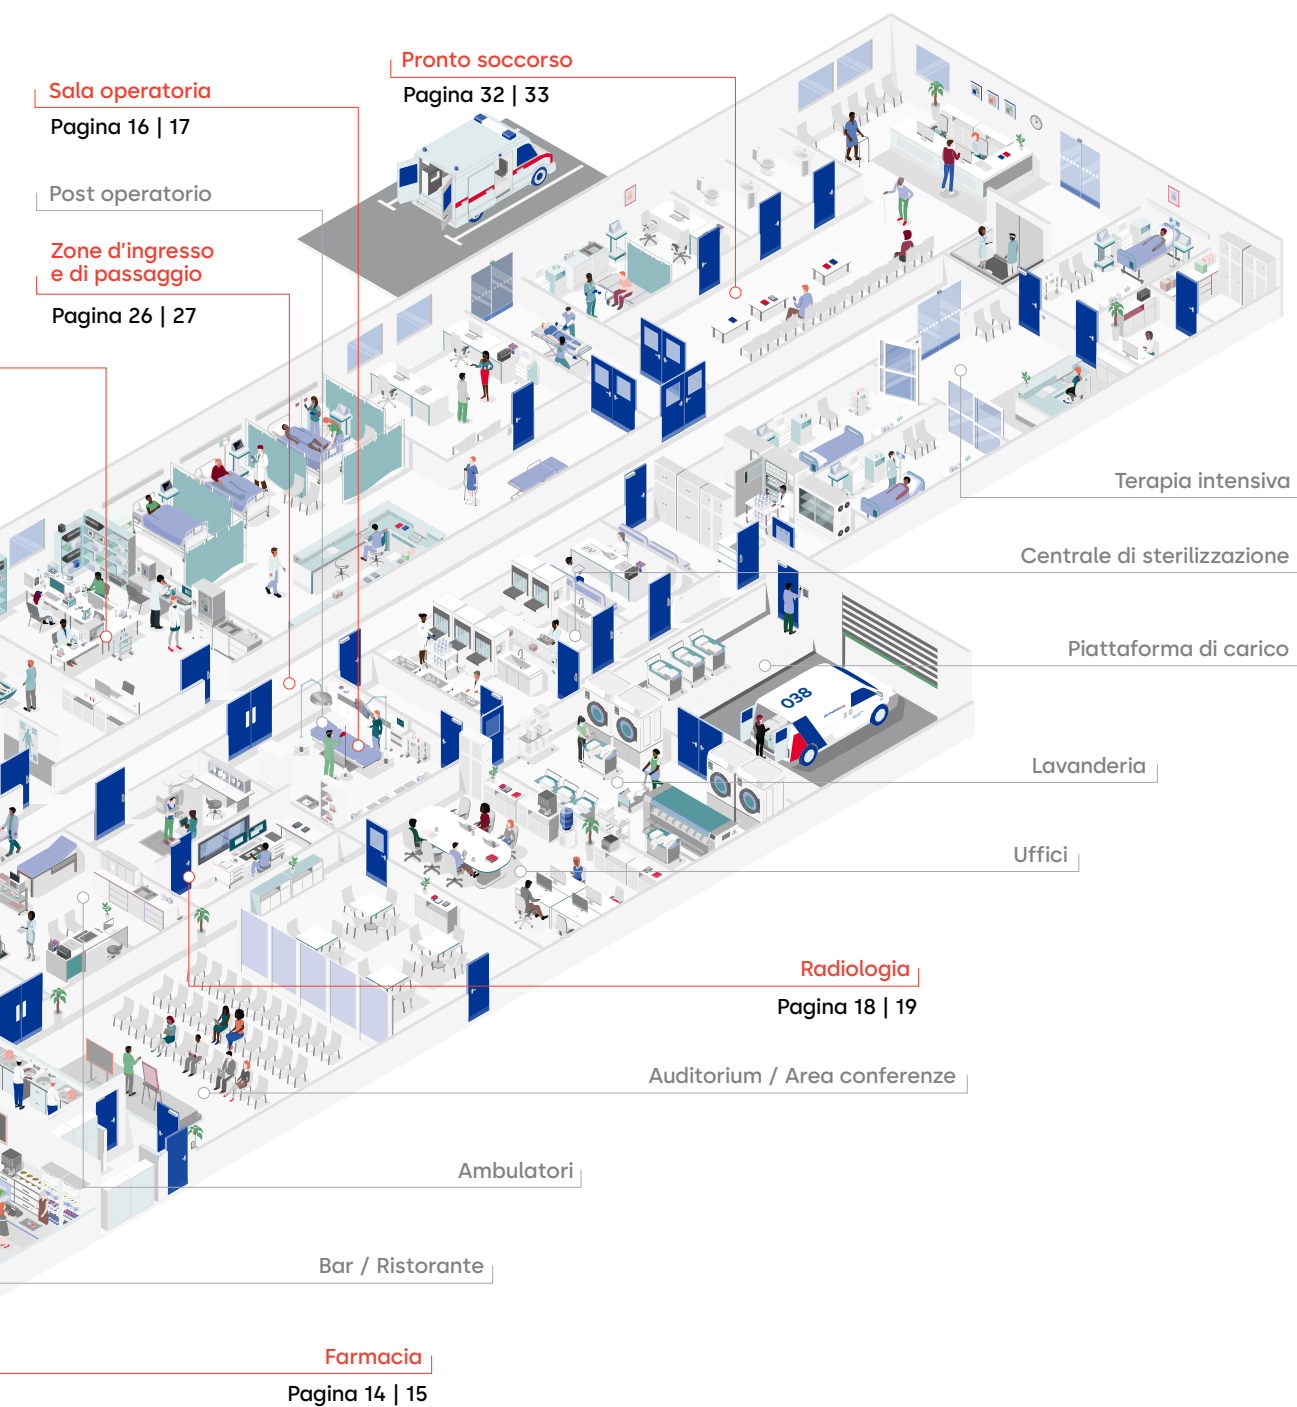 Pronto soccorso
Pagina 32 | 33
Sala operatoria
Pagina 16 | 17
Post operatorio
Zone d'ingresso
e di passaggio
Pagina 26 | 27
Terapia intensiva
Centrale di sterilizzazione
Piattaforma di carico
038
Lavanderia
Uffici
Radiologia
Pagina 18 | 19
Auditorium / Area conferenze
Ambulatori
Bar / Ristorante
Farmacia
Pagina 14 | 15